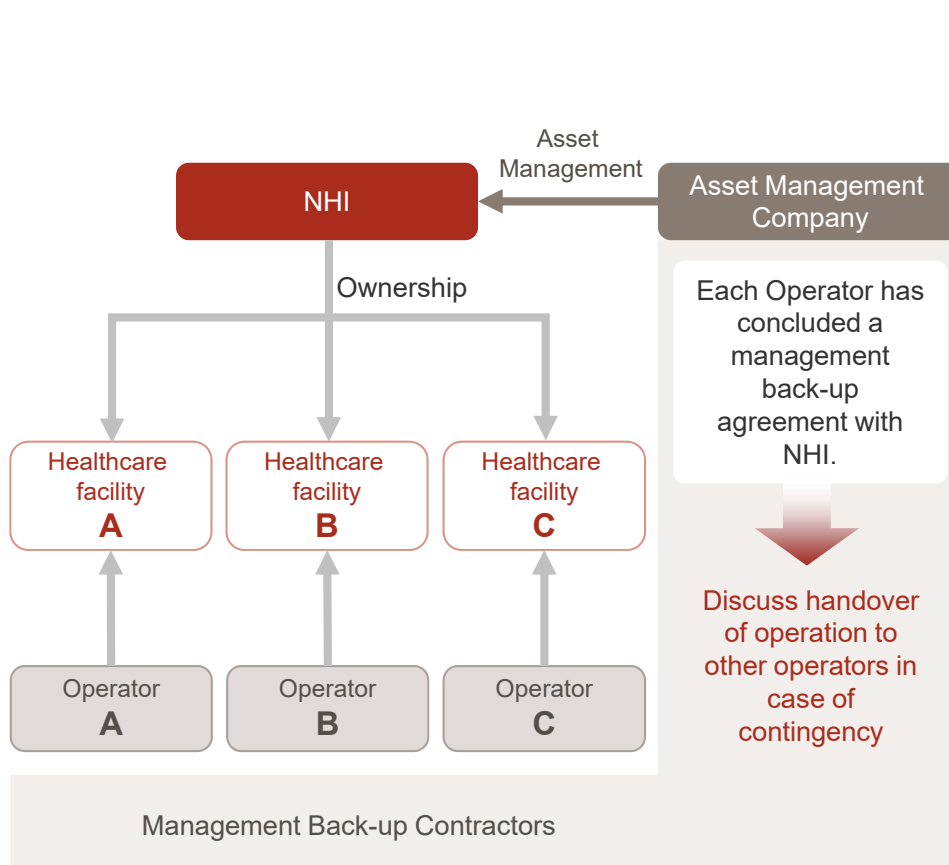 Asset
Management
NHI
Asset Management
Company
Ownership
Each Operator has
concluded a
management
back-up
agreement with
NHI.
Healthcare
facility
A
Healthcare
facility
B
Healthcare
facility
C
Discuss handover
of operation to
other operators in
case of
contingency
Operator
A
Operator
B
Operator
C
Management Back-up Contractors